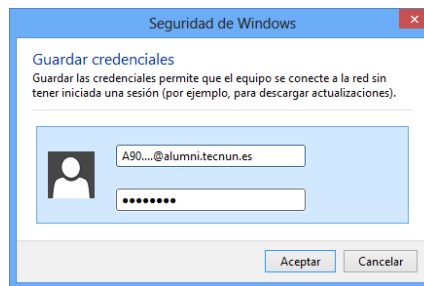 Seguridad de Windows
Guardar credenciales
Guardar las credenciales permite que el equipo se conecte a la red sin
tener iniciada una sesión (por ejemplo, para descargar actualizaciones).
A90....@alumni.tecnun.es
●●●●●●●●
Aceptar Cancelar